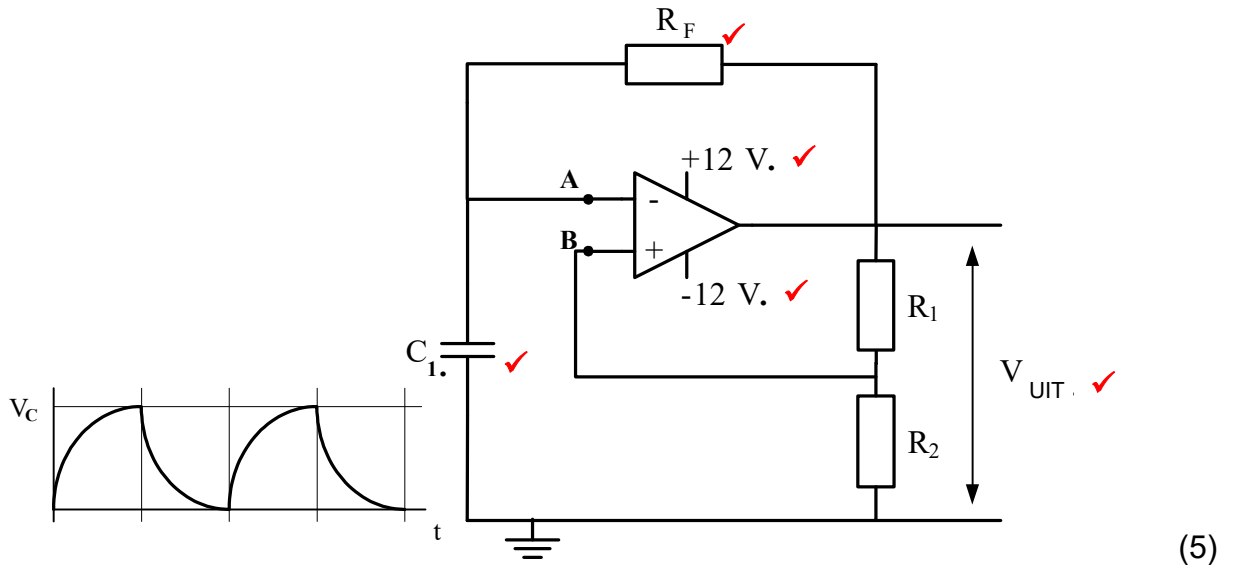 R F
+12 V.
A
-
B
+
-12 V.
R1
C1.
V UIT .
VC
R2
t
(5)